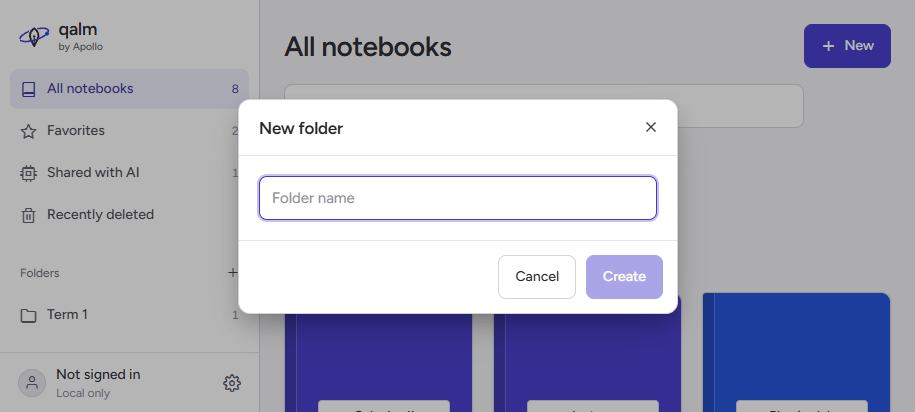 qalm
by Apollo
All notebooks
8
Favorites
2
Shared with AI
1
Recently deleted
Folders
+
Term 1
1
Not signed in
Local only
All notebooks
+ New
New folder
Folder name
Cancel
Create